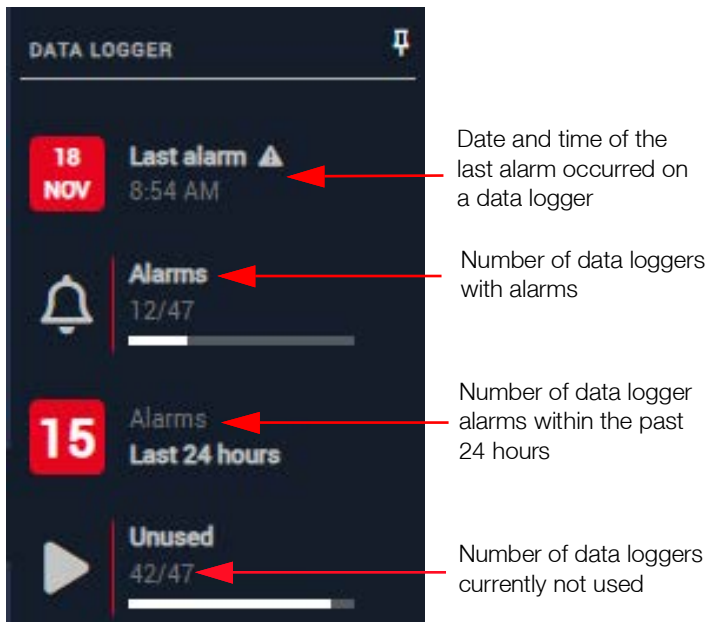 DATA LOGGER
18
NOV
Last alarm
8:54 AM
Date and time of the
last alarm occurred on
a data logger
Alarms
12/47
Number of data loggers
with alarms
15
Alarms
Last 24 hours
Number of data logger
alarms within the past
24 hours
Unused
42/47
Number of data loggers
currently not used